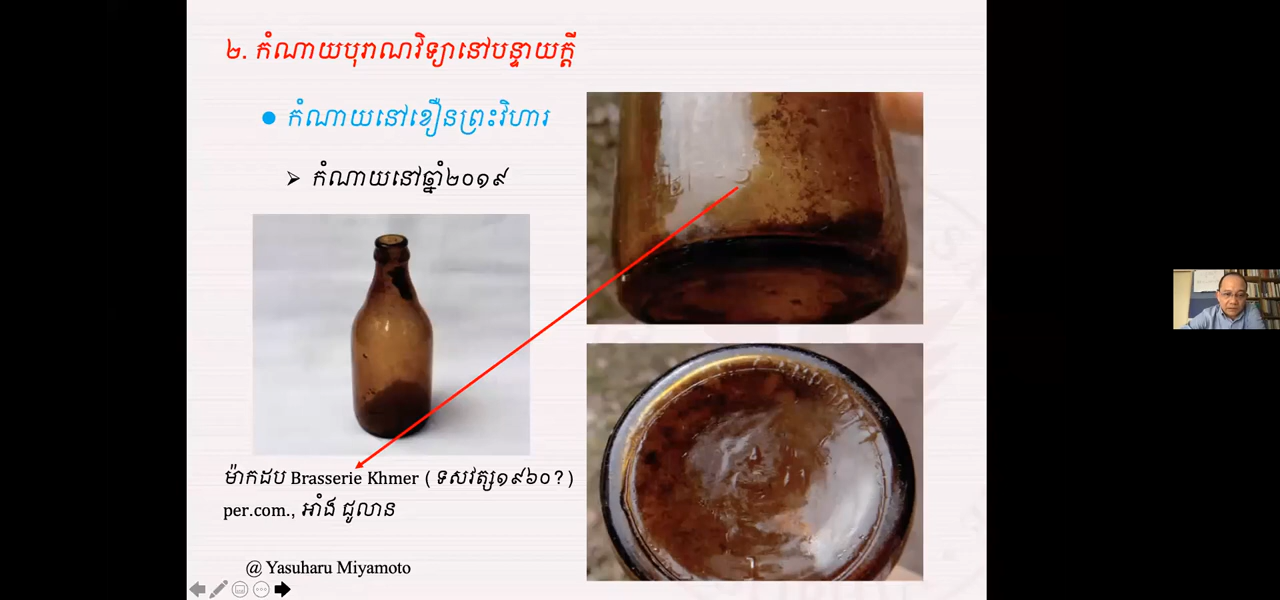 ២. កំណាយបុរាណវិទ្យានៅបន្ទាយក្តី
កំណាយនៅខឿនព្រះវិហារ
កំណាយនៅឆ្នាំ២០១៩
ម៉ាកដប Brasserie Khmer (ទសវត្ស១៩៦០?)
per.com., អាំង ជូលាន
@ Yasuharu Miyamoto